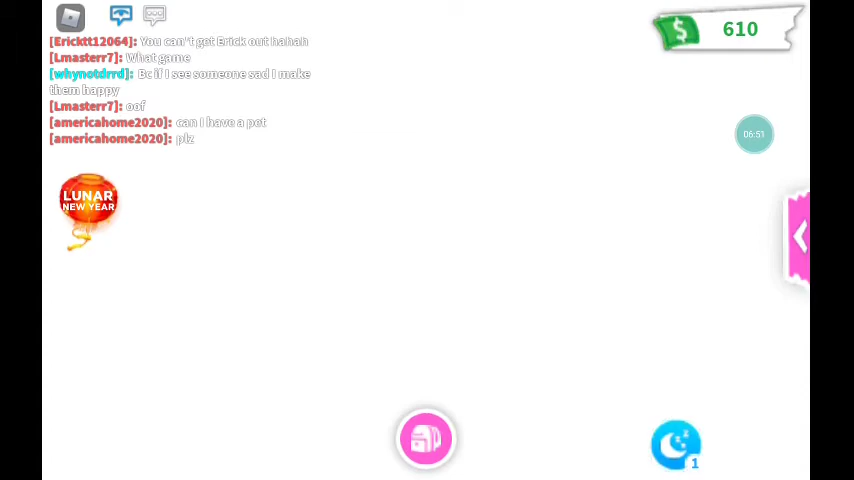 [Ericktt12064]: You can't get Erick out hahah
[Lmasterr7]: What game
[whynotdrrd]: Bc if I see someone sad I make
them happy
[Lmasterr7]: oof
[americahome2020]: can I have a pet
[americahome2020]: plz
610
06:51
LUNAR
NEW YEAR
1